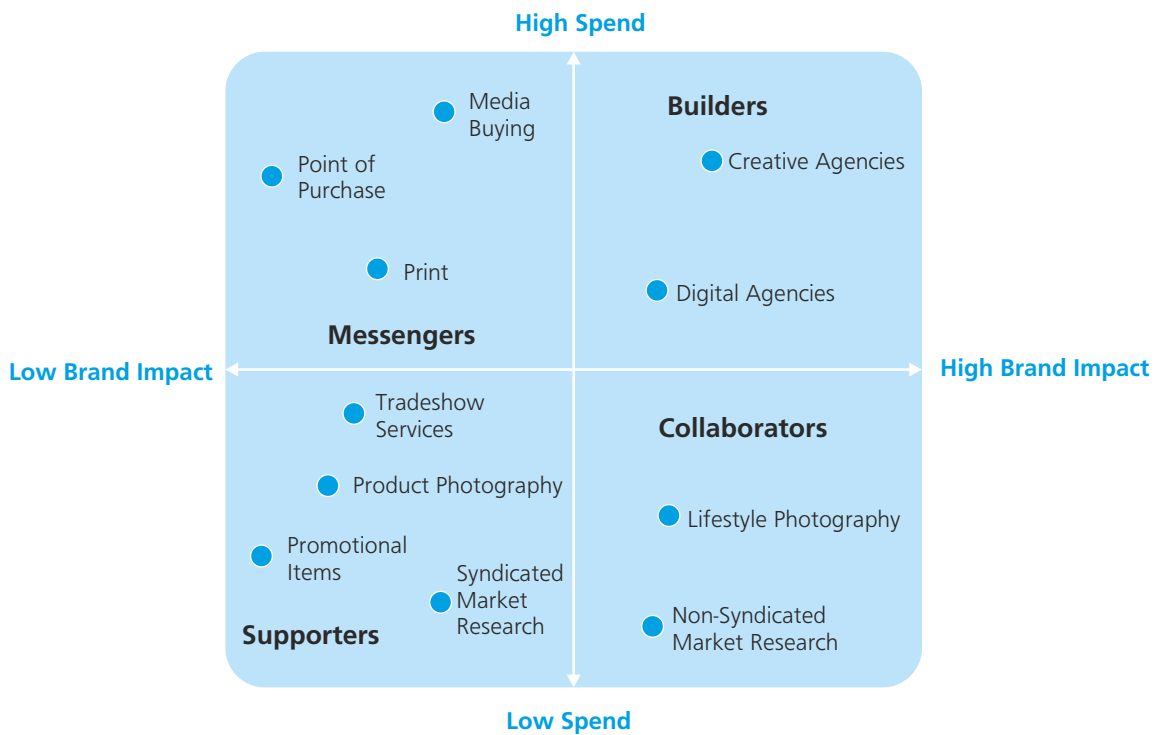 High Spend
Media
Buying
Builders
Point of
Purchase
Creative Agencies
Print
Digital Agencies
Messengers
Low Brand Impact
High Brand Impact
Tradeshow
Services
Collaborators
Product Photography
Lifestyle Photography
Promotional
Items
Syndicated
Market
Research
Non-Syndicated
Market Research
Supporters
Low Spend